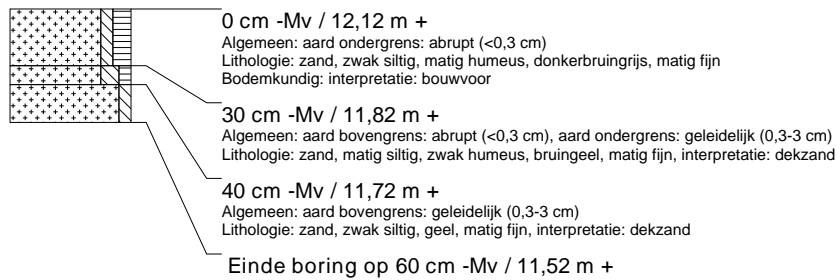 0 cm -Mv / 12,12 m +
Algemeen: aard ondergrens: abrupt (<0,3 cm)
Lithologie: zand, zwak siltig, matig humeus, donkerbruingrijs, matig fijn
Bodemkundig: interpretatie: bouwvoor
30 cm -Mv / 11,82 m +
Algemeen: aard bovengrens: abrupt (<0,3 cm), aard ondergrens: geleidelijk (0,3-3 cm)
Lithologie: zand, matig siltig, zwak humeus, bruingeel, matig fijn, interpretatie: dekzand
40 cm -Mv / 11,72 m +
Algemeen: aard bovengrens: geleidelijk (0,3-3 cm)
Lithologie: zand, zwak siltig, geel, matig fijn, interpretatie: dekzand
Einde boring op 60 cm -Mv / 11,52 m +